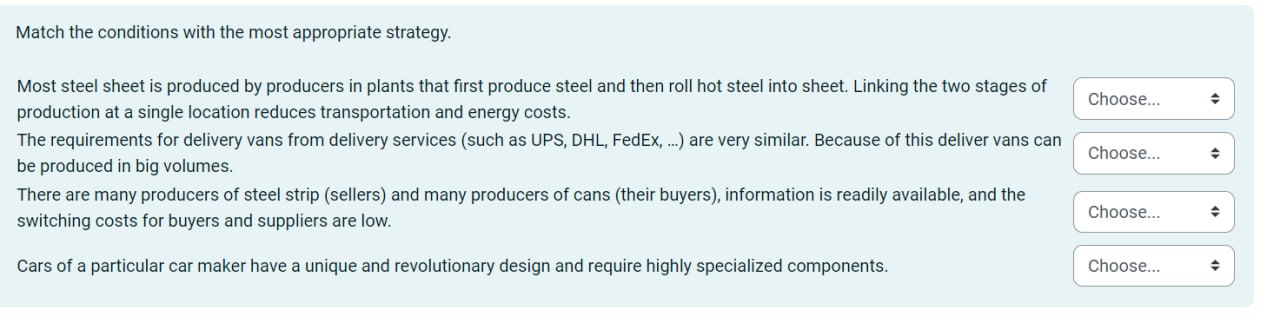 Match the conditions with the most appropriate strategy.
Most steel sheet is produced by producers in plants that first produce steel and then roll hot steel into sheet. Linking the two stages of
production at a single location reduces transportation and energy costs.
Choose...
The requirements for delivery vans from delivery services (such as UPS, DHL, FedEx, ...) are very similar. Because of this deliver vans can
be produced in big volumes.
Choose...
There are many producers of steel strip (sellers) and many producers of cans (their buyers), information is readily available, and the
switching costs for buyers and suppliers are low.
Choose...
Cars of a particular car maker have a unique and revolutionary design and require highly specialized components.
Choose...